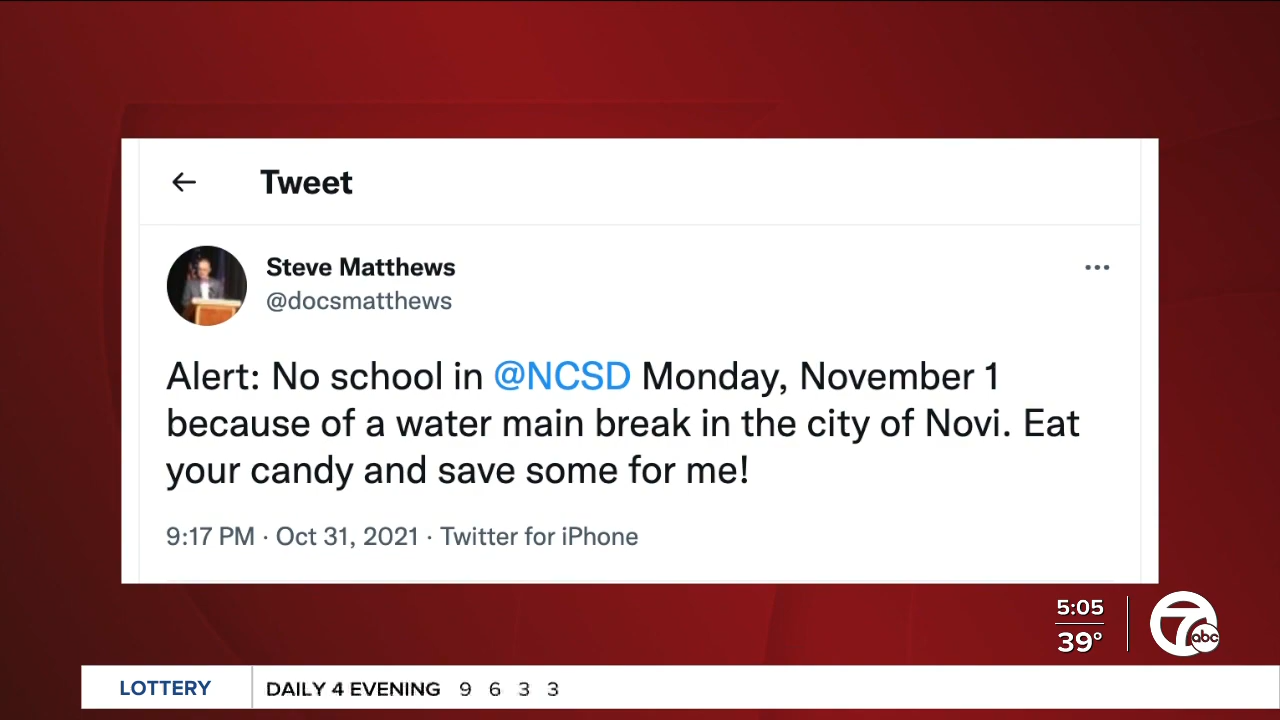 Tweet
Steve Matthews
@docsmatthews
Alert: No school in @NCSD Monday, November 1
because of a water main break in the city of Novi. Eat
your candy and save some for me!
9:17 PM · Oct 31, 2021 · Twitter for iPhone
5:05
39°
7 abc
LOTTERY DAILY 4 EVENING 9 6 3 3